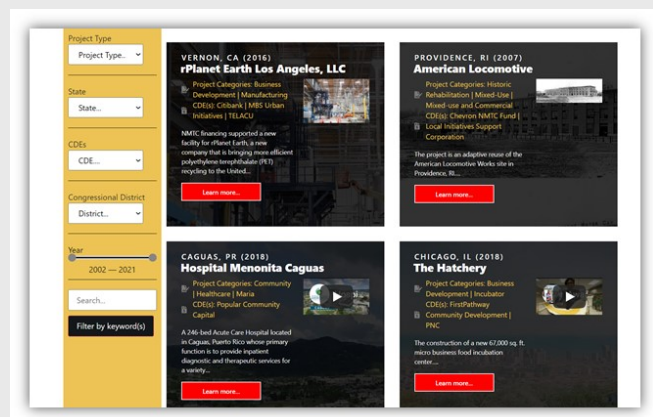 Project Type
Project Type..
State
State...
CDEs
CDE....
Congressional District
District...
Year
2002 — 2021
Search...
Filter by keyword(s)
VERNON, CA (2016)
rPlanet Earth Los Angeles, LLC
Project Categories: Business
Development | Manufacturing
CDE(s): Citibank | MBS Urban
Initiatives | TELACU
NMTC financing supported a new
facility for rPlanet Earth, a new
company that is bringing more efficient
polyethylene terephthalate (PET)
recycling to the United...
Learn more...
PROVIDENCE, RI (2007)
American Locomotive
Project Categories: Historic
Rehabilitation | Mixed-Use |
Mixed-use and Commercial
CDE(s): Chevron NMTC Fund |
Local Initiatives Support
Corporation
The project is an adaptive reuse of the
American Locomotive Works site in
Providence, RI....
Learn more...
CAGUAS, PR (2018)
Hospital Menonita Caguas
Project Categories: Community
| Healthcare | Maria
CDE(s): Popular Community
Capital
A 246-bed Acute Care Hospital located
in Caguas, Puerto Rico whose primary
function is to provide inpatient
diagnostic and therapeutic services for
a variety...
Learn more...
CHICAGO, IL (2018)
The Hatchery
Project Categories: Business
Development | Incubator
CDE(s): FirstPathway
Community Development |
PNC
The construction of a new 67,000 sq. ft.
micro business food incubation
center....
Learn more...